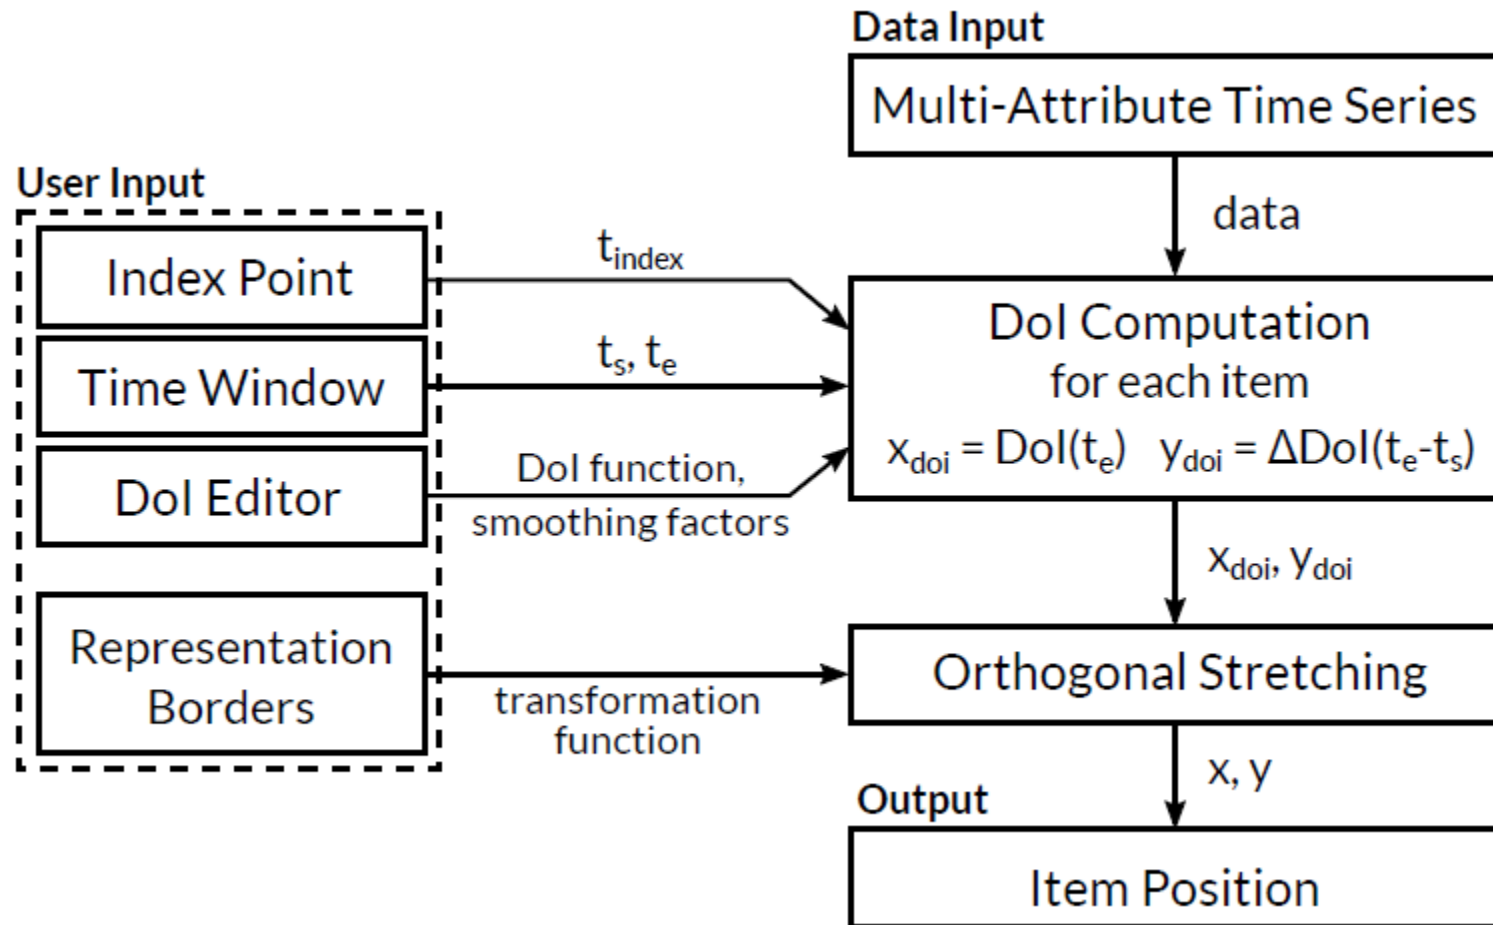 Data Input
Multi-Attribute Time Series
data
User Input
Index Point
Time Window
DoI Editor
Representation
Borders
t_index
t_s, t_e
DoI function,
smoothing factors
transformation
function
DoI Computation
for each item
x_doi = DoI(t_e) y_doi = ΔDoI(t_e-t_s)
x_doi, y_doi
Orthogonal Stretching
x, y
Output
Item Position